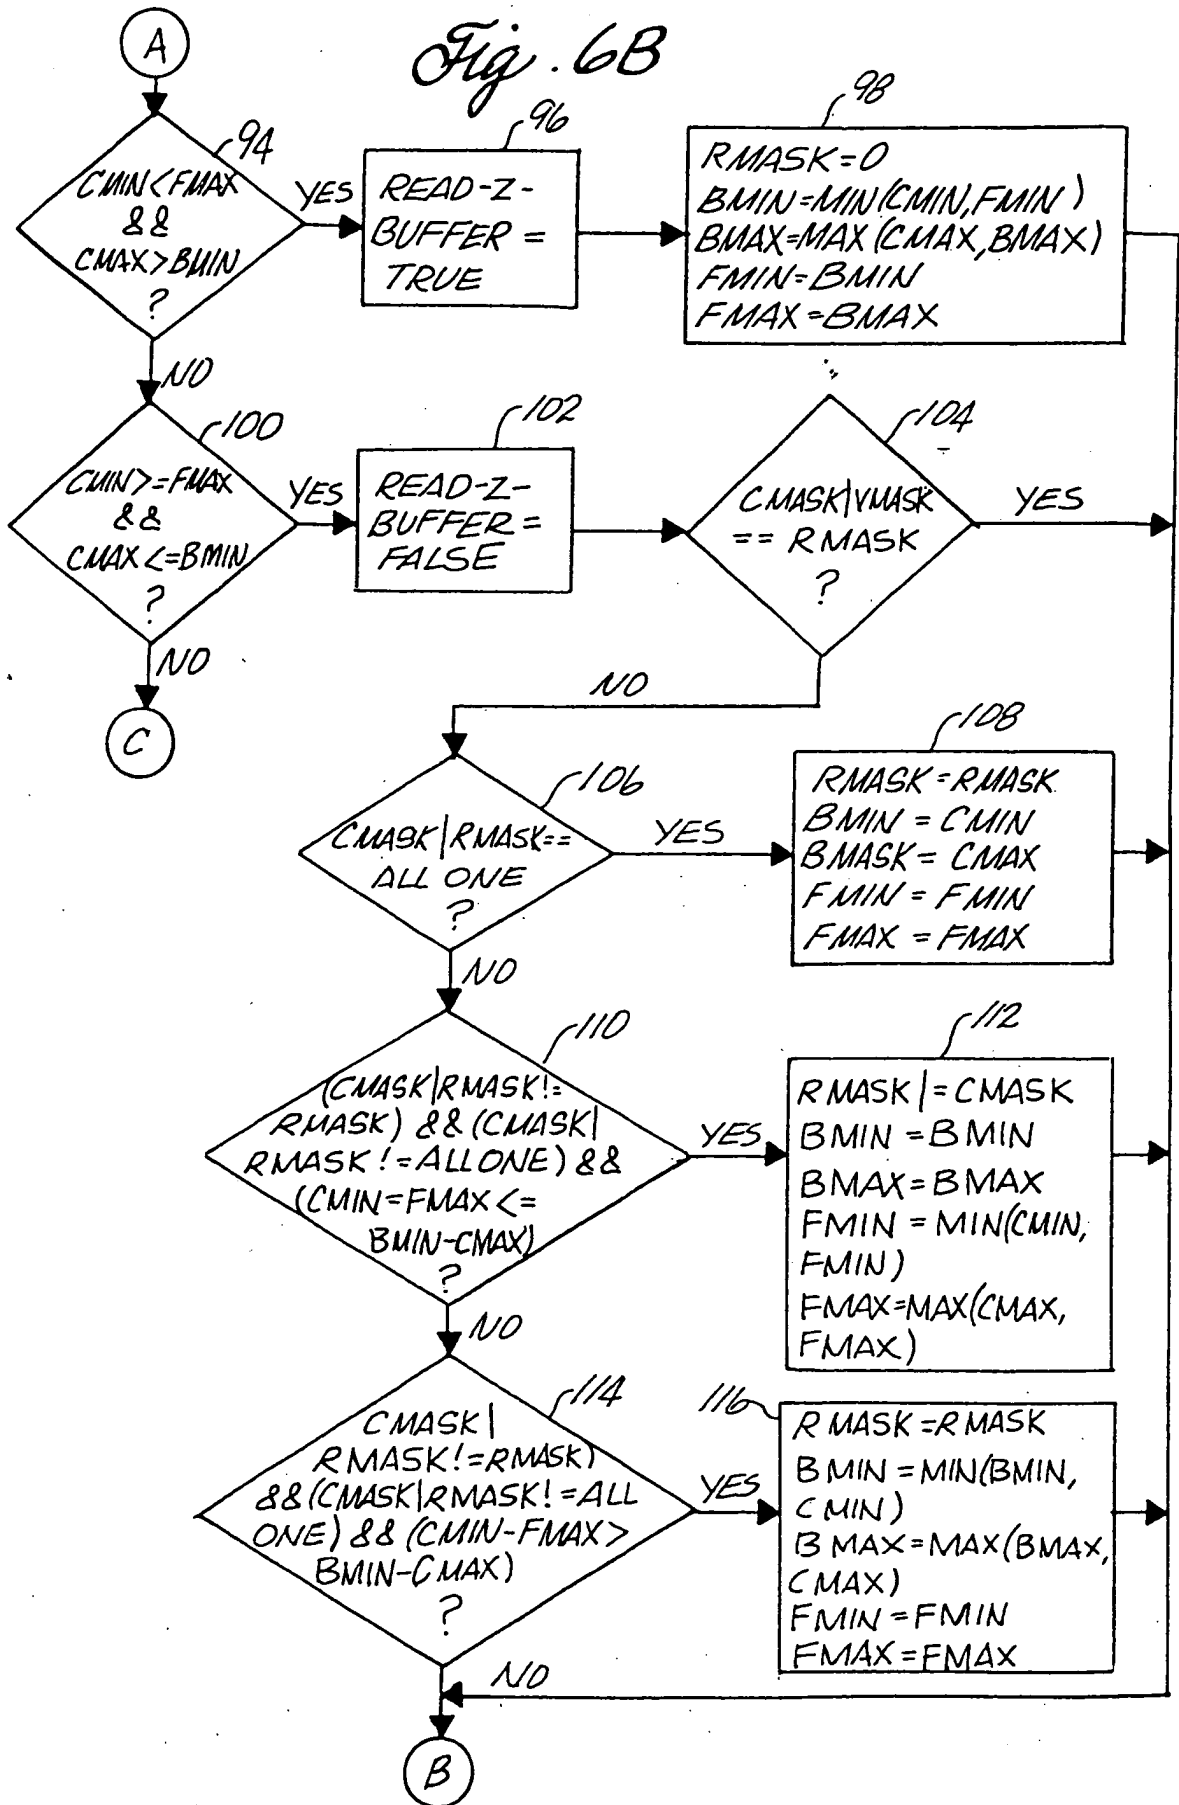 Fig. 6B
A
94
CMIN<FMAX
&&
CMAX>BMIN
?
YES
96
READ-Z-
BUFFER =
TRUE
98
RMASK=0
BMIN=MIN(CMIN,FMIN)
BMAX=MAX(CMAX,BMAX)
FMIN=BMIN
FMAX=BMAX
NO
100
CMIN>=FMAX
&&
CMAX<=BMIN
?
YES
102
READ-Z-
BUFFER=
FALSE
104
CMASK|VMASK
== RMASK
?
YES
NO
C
NO
106
CMASK|RMASK==
ALL ONE
?
YES
108
RMASK=RMASK
BMIN = CMIN
BMASK= CMAX
FMIN = FMIN
FMAX = FMAX
NO
110
(CMASK|RMASK!=
RMASK) && (CMASK|
RMASK!=ALLONE) &&
(CMIN=FMAX<=
BMIN-CMAX)
?
YES
112
RMASK|=CMASK
BMIN=BMIN
BMAX=BMAX
FMIN = MIN(CMIN,
FMIN)
FMAX=MAX(CMAX,
FMAX)
NO
114
CMASK|
RMASK!=RMASK)
&&(CMASK|RMASK!=ALL
ONE) && (CMIN-FMAX>
BMIN-CMAX)
?
YES
116
RMASK=RMASK
BMIN=MIN(BMIN,
CMIN)
BMAX=MAX(BMAX,
CMAX)
FMIN=FMIN
FMAX=FMAX
NO
B